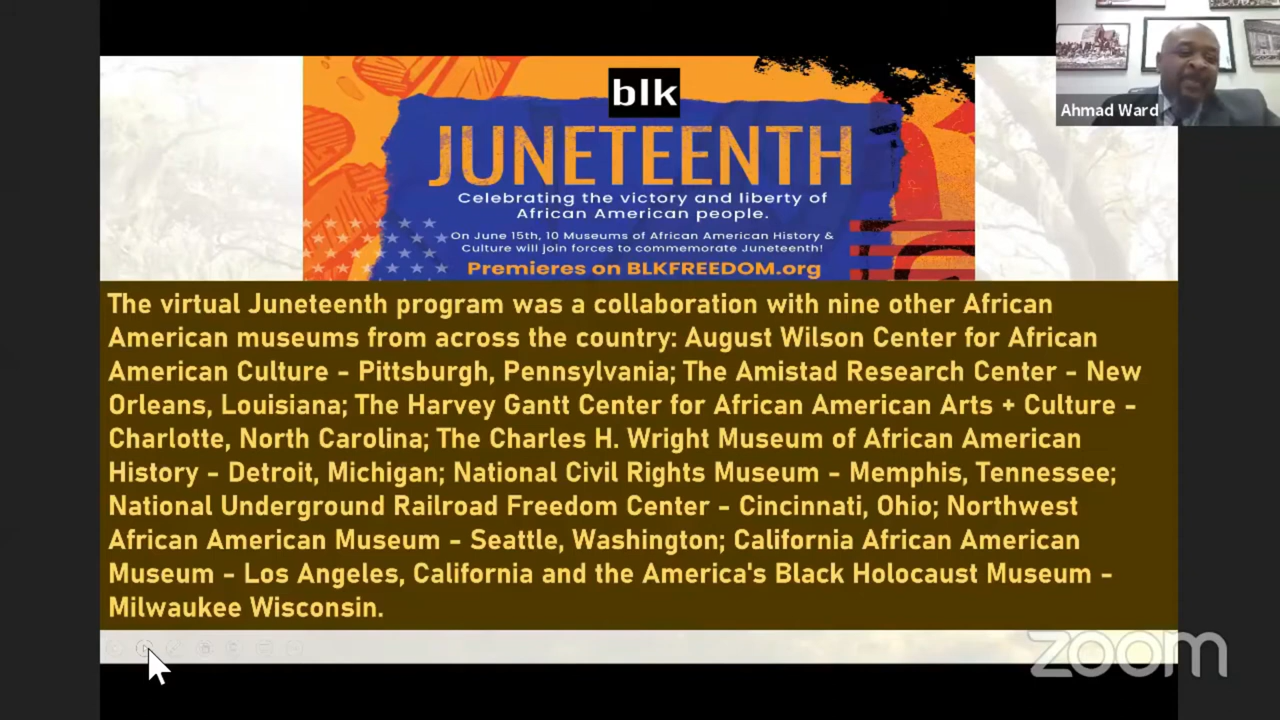 blk
JUNETEENTH
Celebrating the victory and liberty of
African American people.
On June 15th, 10 Museums of African American History &
Culture will join forces to commemorate Juneteenth!
Premieres on BLKFREEDOM.org
Ahmad Ward
The virtual Juneteenth program was a collaboration with nine other African
American museums from across the country: August Wilson Center for African
American Culture - Pittsburgh, Pennsylvania; The Amistad Research Center - New
Orleans, Louisiana; The Harvey Gantt Center for African American Arts + Culture -
Charlotte, North Carolina; The Charles H. Wright Museum of African American
History - Detroit, Michigan; National Civil Rights Museum - Memphis, Tennessee;
National Underground Railroad Freedom Center - Cincinnati, Ohio; Northwest
African American Museum - Seattle, Washington; California African American
Museum - Los Angeles, California and the America's Black Holocaust Museum -
Milwaukee Wisconsin.
zoom